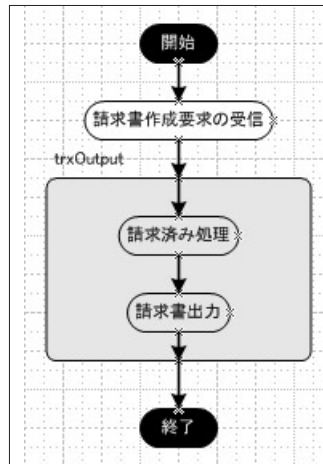 開始
請求書作成要求の受信
trxOutput
請求済み処理
請求書出力
終了